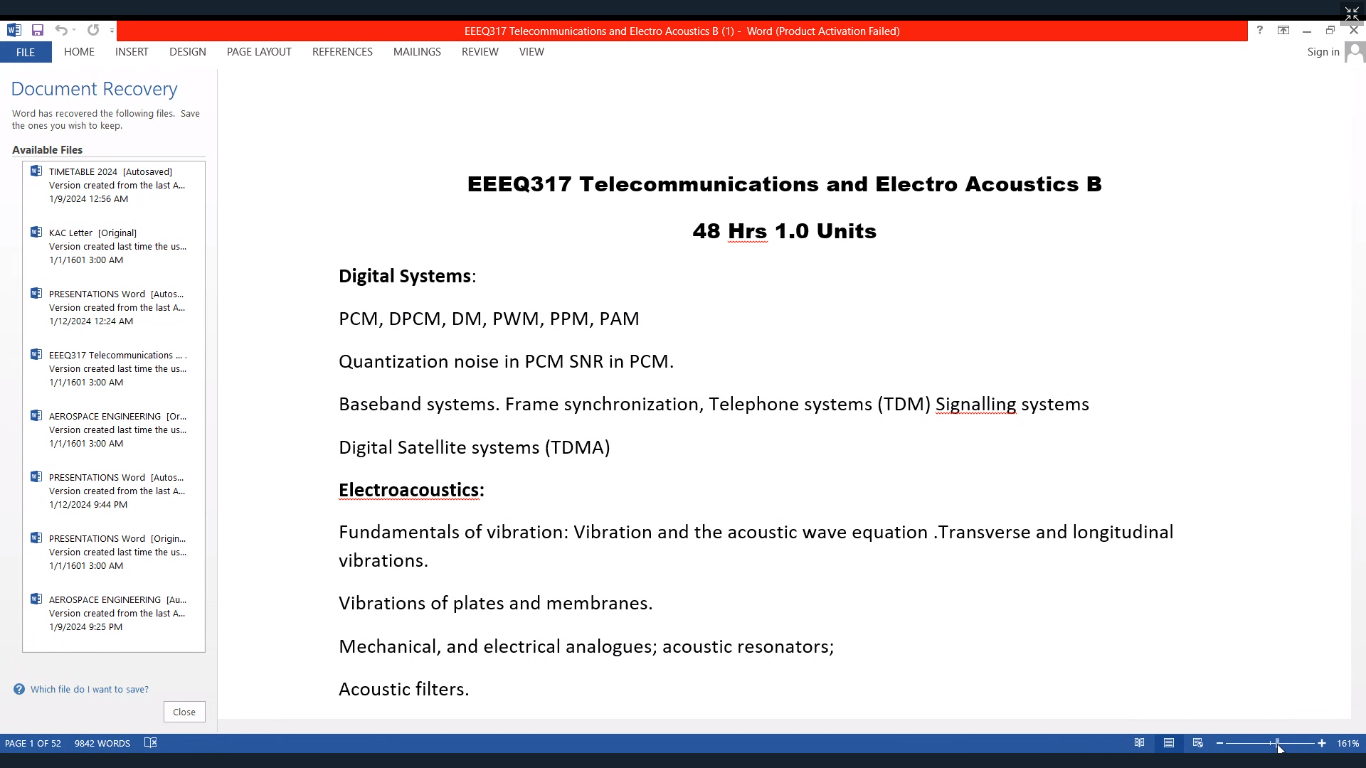 EEEQ317 Telecommunications and Electro Acoustics B (1) - Word (Product Activation Failed)
FILE HOME INSERT DESIGN PAGE LAYOUT REFERENCES MAILINGS REVIEW VIEW
Sign in
Document Recovery
Word has recovered the following files. Save
the ones you wish to keep.
Available Files
TIMETABLE 2024 [Autosaved]
Version created from the last A...
1/9/2024 12:56 AM
KAC Letter [Original]
Version created last time the us...
1/1/1601 3:00 AM
PRESENTATIONS Word [Autos...
Version created from the last A...
1/12/2024 12:24 AM
EEEQ317 Telecommunications ... .
Version created last time the us...
1/1/1601 3:00 AM
AEROSPACE ENGINEERING [Or...
Version created last time the us...
1/1/1601 3:00 AM
PRESENTATIONS Word [Autos...
Version created from the last A...
1/12/2024 9:44 PM
PRESENTATIONS Word [Origin...
Version created last time the us...
1/1/1601 3:00 AM
AEROSPACE ENGINEERING [Au...
Version created from the last A...
1/9/2024 9:25 PM
Which file do I want to save?
Close
EEEQ317 Telecommunications and Electro Acoustics B
48 Hrs 1.0 Units
Digital Systems:
PCM, DPCM, DM, PWM, PPM, PAM
Quantization noise in PCM SNR in PCM.
Baseband systems. Frame synchronization, Telephone systems (TDM) Signalling systems
Digital Satellite systems (TDMA)
Electroacoustics:
Fundamentals of vibration: Vibration and the acoustic wave equation .Transverse and longitudinal
vibrations.
Vibrations of plates and membranes.
Mechanical, and electrical analogues; acoustic resonators;
Acoustic filters.
PAGE 1 OF 52 9842 WORDS
161%